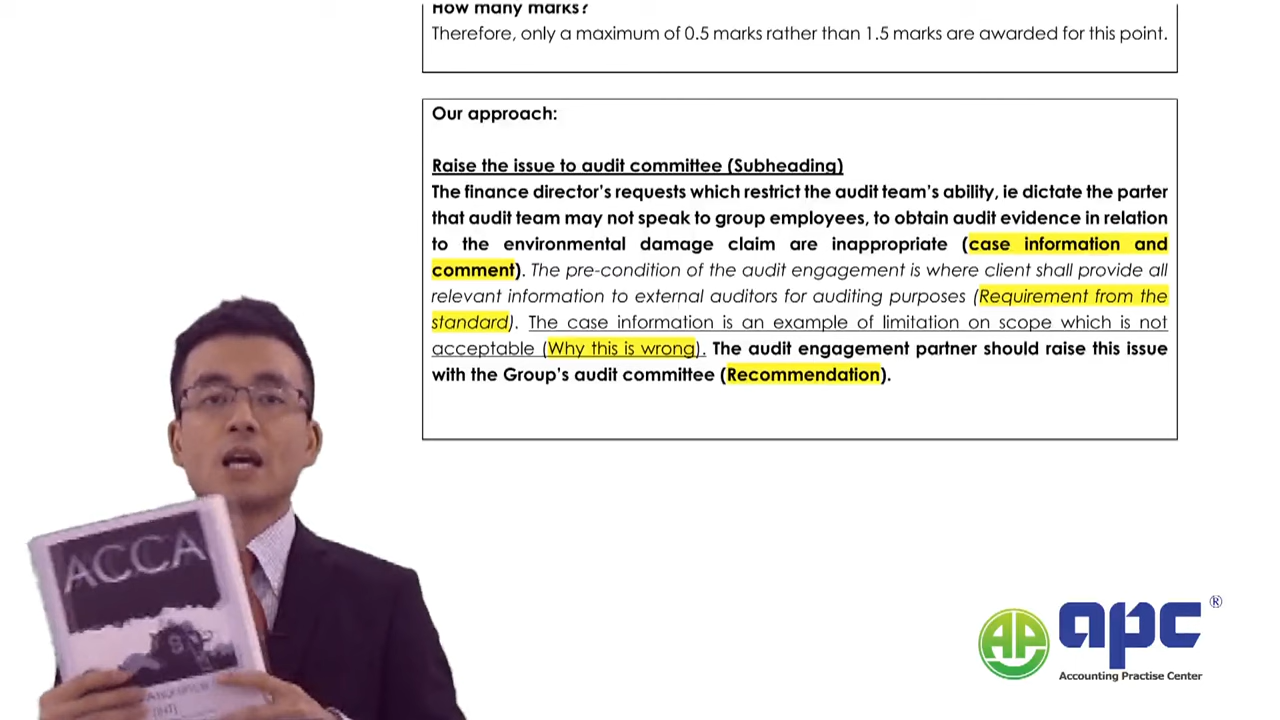 How many marks?
Therefore, only a maximum of 0.5 marks rather than 1.5 marks are awarded for this point.
Our approach:
Raise the issue to audit committee (Subheading)
The finance director's requests which restrict the audit team's ability, ie dictate the parter
that audit team may not speak to group employees, to obtain audit evidence in relation
to the environmental damage claim are inappropriate (case information and
comment). The pre-condition of the audit engagement is where client shall provide all
relevant information to external auditors for auditing purposes (Requirement from the
standard). The case information is an example of limitation on scope which is not
acceptable (Why this is wrong). The audit engagement partner should raise this issue
with the Group's audit committee (Recommendation).
ACCA
(INT)
AP apc ®
Accounting Practise Center